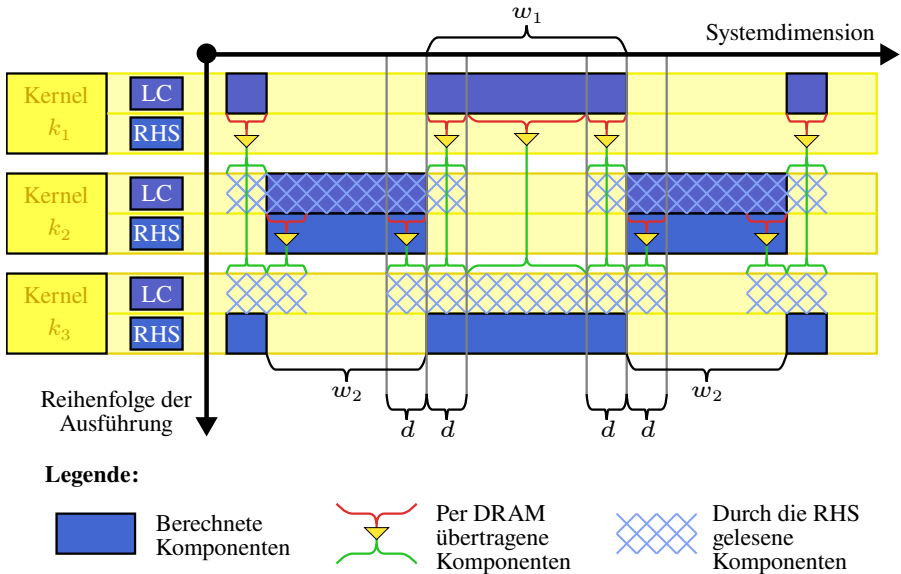 w₁
Systemdimension
Kernel
k₁
LC
RHS
Kernel
k₂
LC
RHS
Kernel
k₃
LC
RHS
w₂
w₂
Reihenfolge der
Ausführung
d
d
d
d
Legende:
Berechnete
Komponenten
Per DRAM
übertragene
Komponenten
Durch die RHS
gelesene
Komponenten